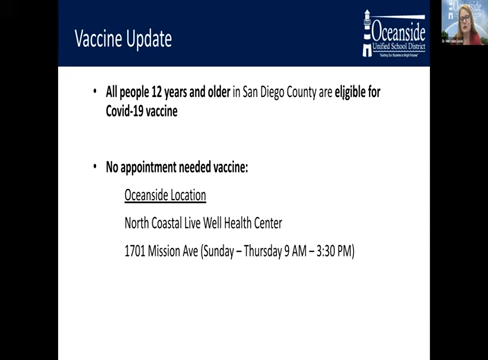 Vaccine Update
Oceanside
Unified School District
• All people 12 years and older in San Diego County are eligible for
Covid-19 vaccine
• No appointment needed vaccine:
Oceanside Location
North Coastal Live Well Health Center
1701 Mission Ave (Sunday – Thursday 9 AM – 3:30 PM)